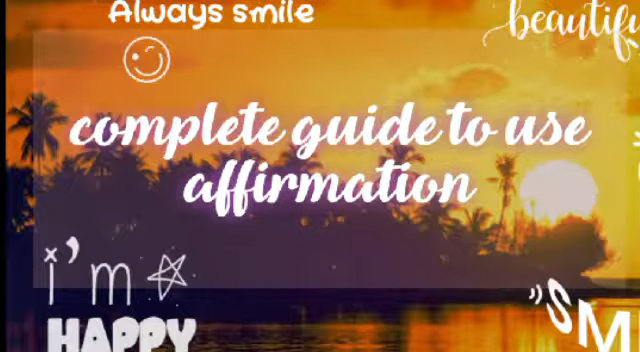 Always smile
complete guide to use
affirmation
i'm
HAPPY